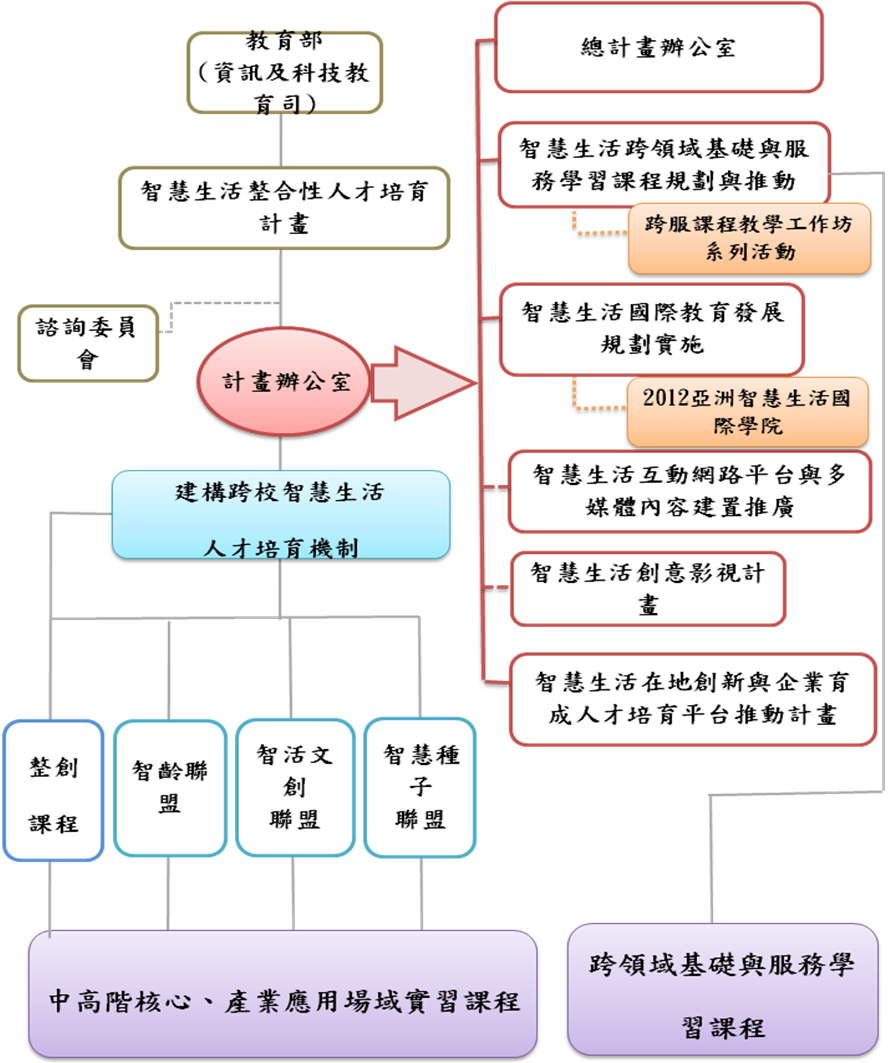 教育部
（資訊及科技教
育司）
智慧生活整合性人才培育
計畫
諮詢委員
會
計畫辦公室
建構跨校智慧生活
人才培育機制
整創
課程
智齡聯
盟
智活文
創
聯盟
智慧種
子
聯盟
中高階核心、產業應用場域實習課程
總計畫辦公室
智慧生活跨領域基礎與服
務學習課程規劃與推動
跨服課程教學工作坊
系列活動
智慧生活國際教育發展
規劃實施
2012亞洲智慧生活國
際學院
智慧生活互動網路平台與多
媒體內容建置推廣
智慧生活創意影視計
畫
智慧生活在地創新與企業育
成人才培育平台推動計畫
跨領域基礎與服務學
習課程